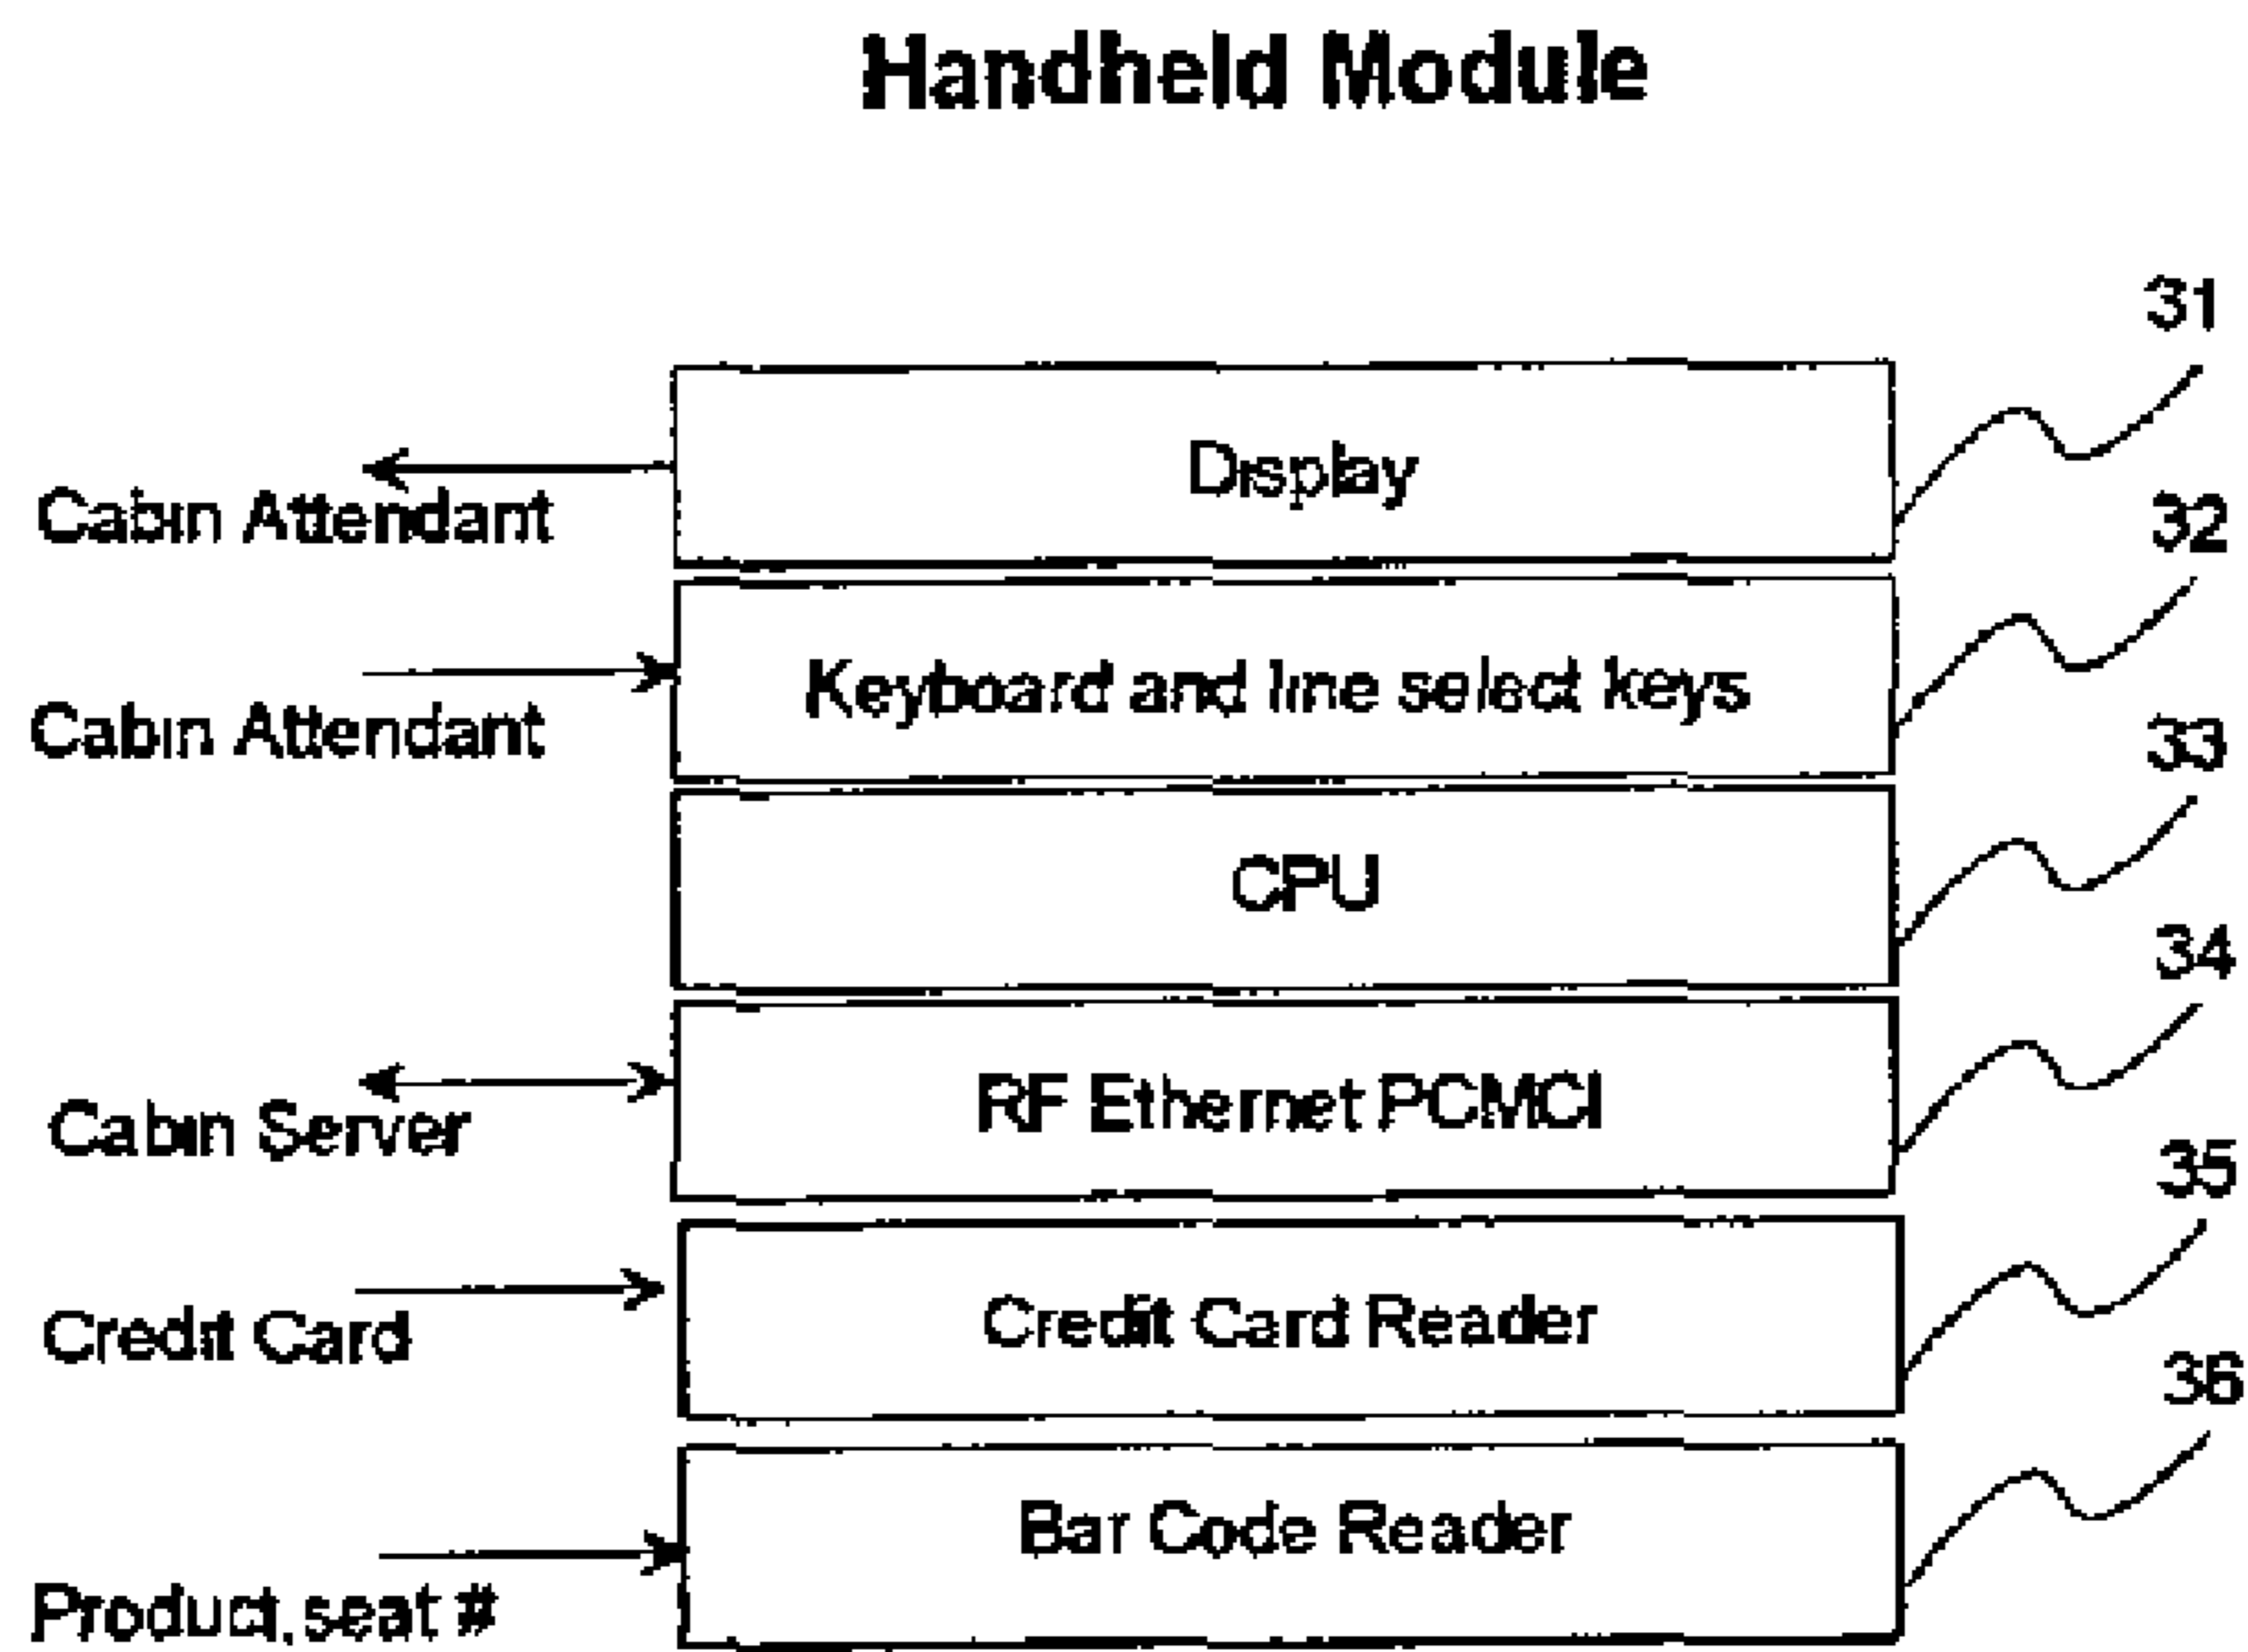 Handheld Module
31
Display
Cabin Attendant
32
Keyboard and line select keys
Cabin Attendant
33
CPU
34
RF Ethernet PCMCI
Cabin Server
35
Credit Card Reader
Credit Card
36
Bar Code Reader
Product, seat #